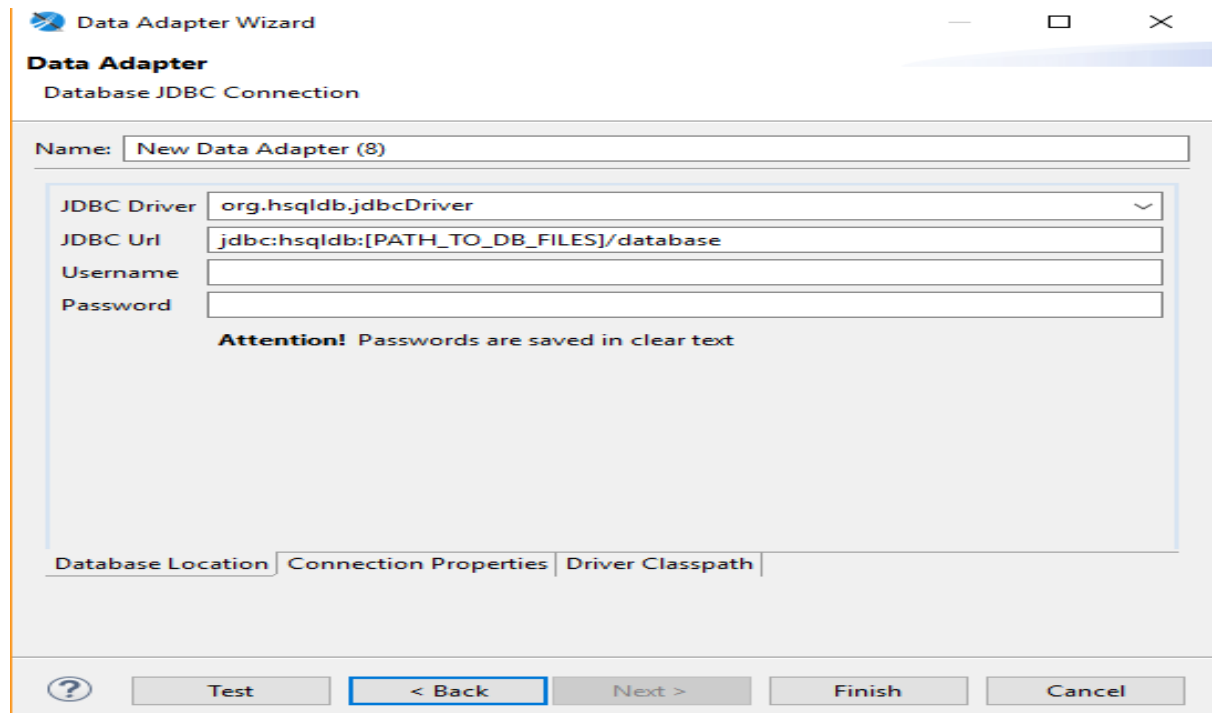 Data Adapter Wizard
Data Adapter
Database JDBC Connection
Name: New Data Adapter (8)
JDBC Driver org.hsqldb.jdbcDriver
JDBC Url jdbc:hsqldb:[PATH_TO_DB_FILES]/database
Username
Password
Attention! Passwords are saved in clear text
Database Location Connection Properties Driver Classpath
? Test < Back Next > Finish Cancel